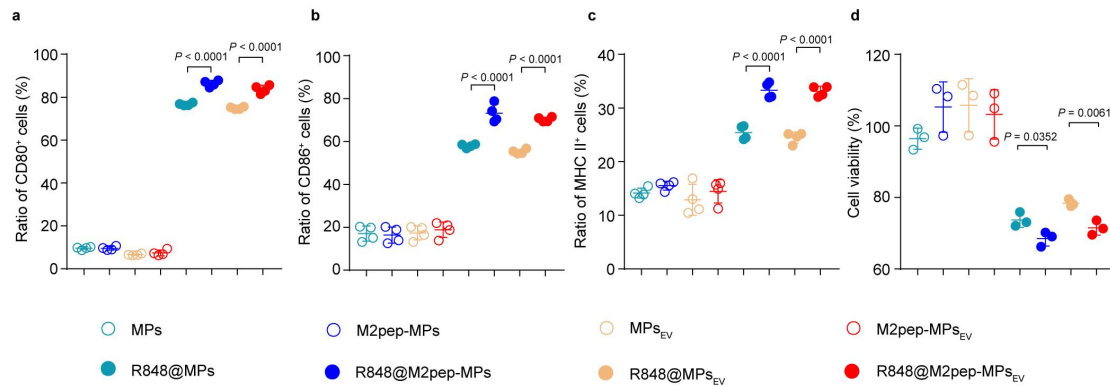 a
Ratio of CD80⁺ cells (%)
100
80
60
40
20
0
P < 0.0001
P < 0.0001
b
Ratio of CD86⁺ cells (%)
100
80
60
40
20
0
P < 0.0001
P < 0.0001
c
Ratio of MHC II⁺ cells (%)
40
30
20
10
0
P < 0.0001
P < 0.0001
d
Cell viability (%)
120
100
80
60
P = 0.0352
P = 0.0061
MPs
M2pep-MPs
MPsEV
M2pep-MPsEV
R848@MPs
R848@M2pep-MPs
R848@MPsEV
R848@M2pep-MPsEV